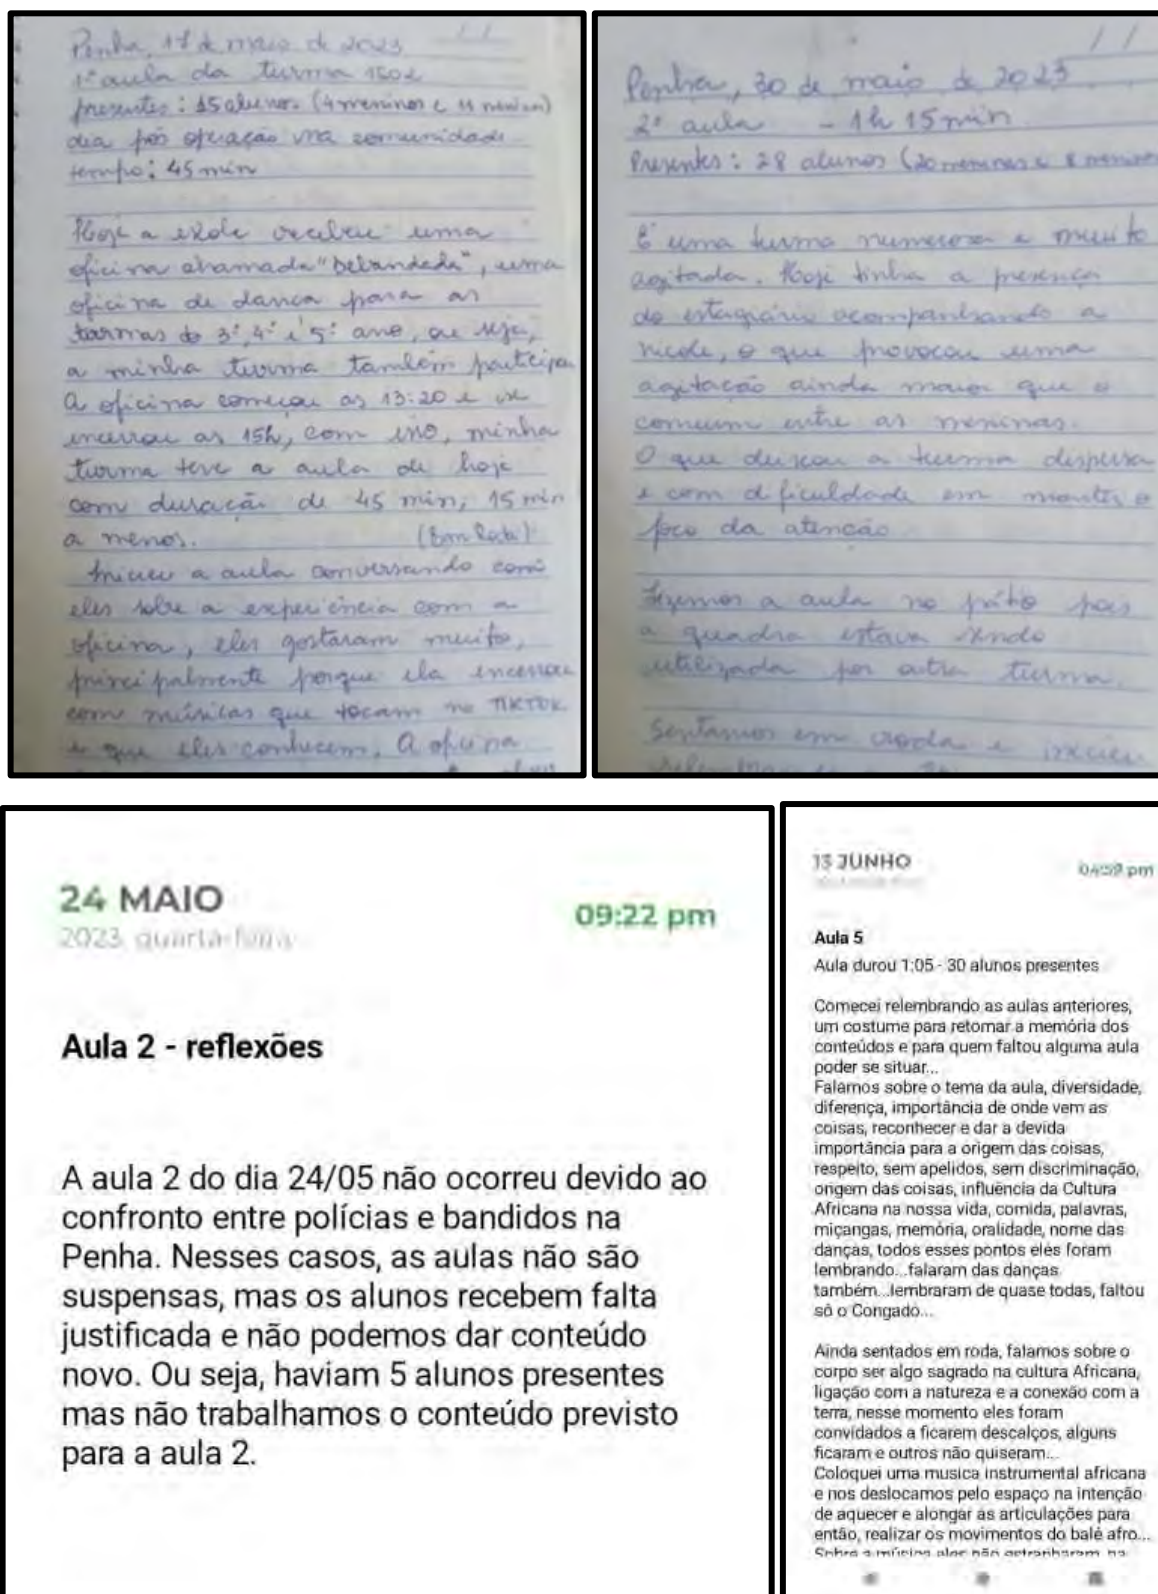 Penha, 17 de maio de 2023
1ª aula da turma
presentes: 15 alunos (4 meninos e 11 meninas)
dia pós operação na comunidade
tempo: 45 min
Hoje a escola recebeu uma
oficina chamada "Debandada", uma
oficina de dança para as
turmas do 3º, 4º e 5º ano, ou seja,
a minha turma também participa
A oficina começou as 13:20 e se
encerrou as 15h, com isso, minha
turma teve a aula de hoje
com duração de 45 min, 15 min
a menos.
Iniciei a aula conversando com
eles sobre a experiência com a
oficina, eles gostaram muito,
principalmente porque ela encerrou
com músicas que tocam no TIKTOK
e que eles conhecem. A oficina
Penha, 30 de maio de 2023
2ª aula - 1h 15 min
Presentes: 28 alunos (20 meninas e 8 meninos
É uma turma numerosa e muito
agitada. Hoje tinha a presença
do estagiário acompanhando a
Nicole, o que provocou uma
agitação ainda maior que o
comum entre as meninas.
O que deixou a turma dispersa
e com dificuldade em manter o
foco da atenção
Fizemos a aula no pátio pois
a quadra estava sendo
utilizada por outra turma.
Sentamos em roda e iniciei
24 MAIO
09:22 pm
2023 quarta-feira
Aula 2 - reflexões
A aula 2 do dia 24/05 não ocorreu devido ao
confronto entre polícias e bandidos na
Penha. Nesses casos, as aulas não são
suspensas, mas os alunos recebem falta
justificada e não podemos dar conteúdo
novo. Ou seja, haviam 5 alunos presentes
mas não trabalhamos o conteúdo previsto
para a aula 2.
13 JUNHO
04:59 pm
Aula 5
Aula durou 1:05 - 30 alunos presentes
Comecei relembrando as aulas anteriores,
um costume para retomar a memória dos
conteúdos e para quem faltou alguma aula
poder se situar...
Falamos sobre o tema da aula, diversidade,
diferença, importância de onde vem as
coisas, reconhecer e dar a devida
importância para a origem das coisas,
respeito, sem apelidos, sem discriminação,
origem das coisas, influência da Cultura
Africana na nossa vida, comida, palavras,
miçangas, memória, oralidade, nome das
danças, todos esses pontos eles foram
lembrando...falaram das danças
também...lembraram de quase todas, faltou
só o Congado...
Ainda sentados em roda, falamos sobre o
corpo ser algo sagrado na cultura Africana,
ligação com a natureza e a conexão com a
terra, nesse momento eles foram
convidados a ficarem descalços, alguns
ficaram e outros não quiseram...
Coloquei uma musica instrumental africana
e nos deslocamos pelo espaço na intenção
de aquecer e alongar as articulações para
então, realizar os movimentos do balé afro...
Sobre a música eles não estranharam, na